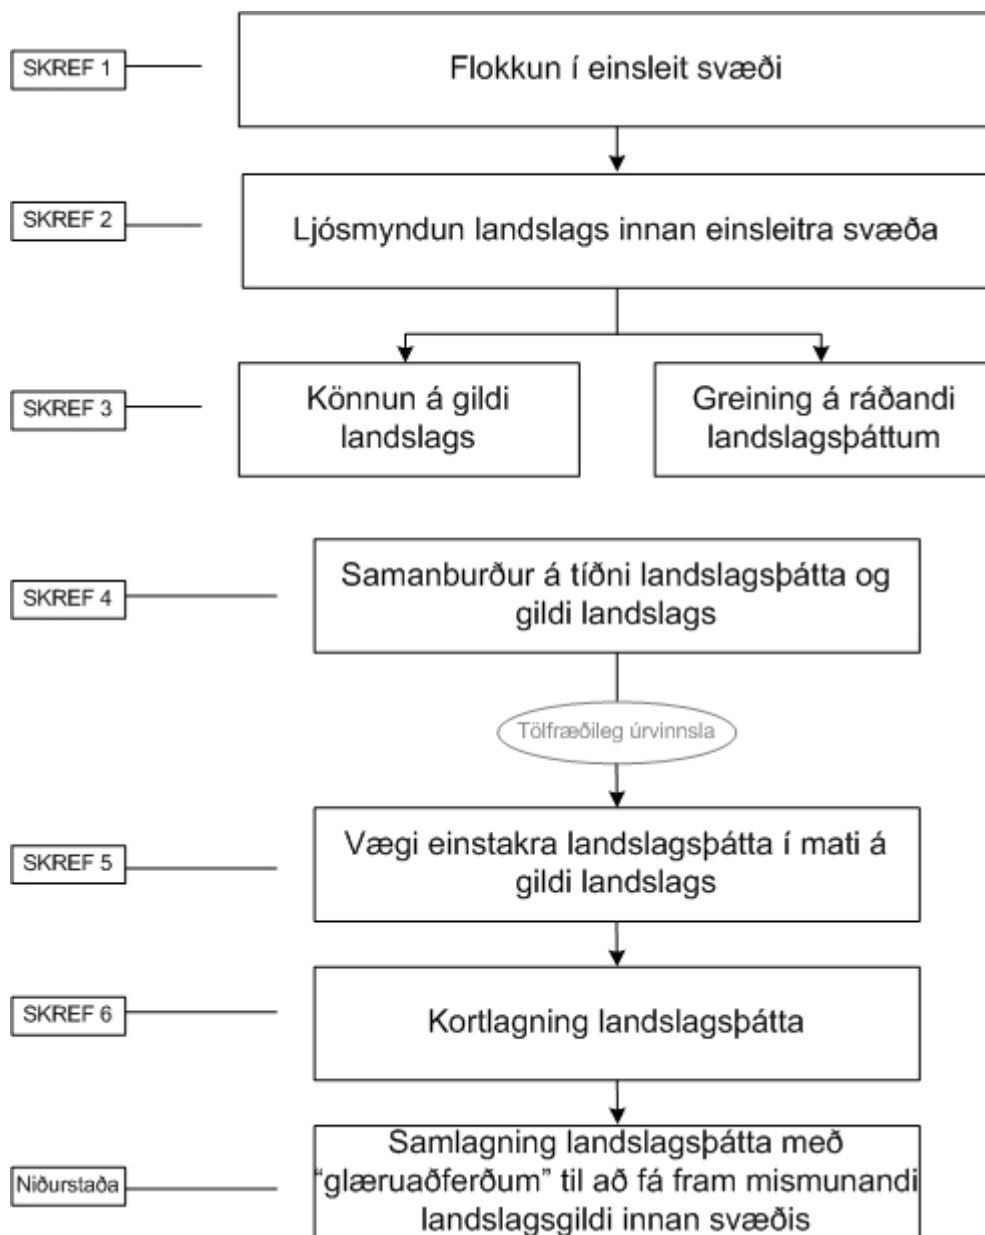 SKREF 1
Flokkun í einsleit svæði
SKREF 2
Ljósmyndun landslags innan einsleitra svæða
SKREF 3
Könnun á gildi
landslags
Greining á ráðandi
landslagsþáttum
SKREF 4
Samanburður á tíðni landslagsþátta og
gildi landslags
Tölfræðileg úrvinnsla
SKREF 5
Vægi einstakra landslagsþátta í mati á
gildi landslags
SKREF 6
Kortlagning landslagsþátta
Niðurstaða
Samlagning landslagsþátta með
“glæruaðferðum” til að fá fram mismunandi
landslagsgildi innan svæðis